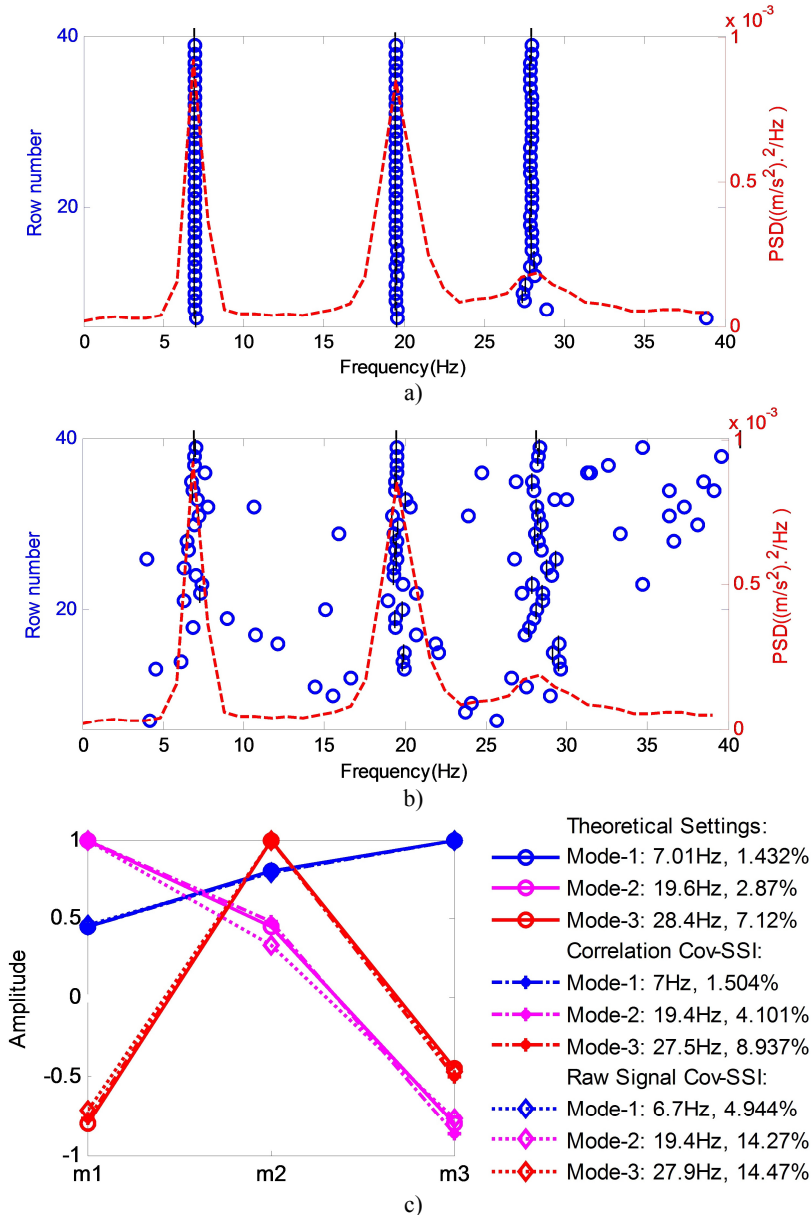 x 10⁻³
40
20
Row number
1
0.5
0
PSD((m/s²).²/Hz)
0 5 10 15 20 25 30 35 40
Frequency(Hz)
a)
x 10⁻³
40
20
Row number
1
0.5
0
PSD((m/s²).²/Hz)
0 5 10 15 20 25 30 35 40
Frequency(Hz)
b)
1
0.5
0
-0.5
-1
Amplitude
m1 m2 m3
Theoretical Settings:
Mode-1: 7.01Hz, 1.432%
Mode-2: 19.6Hz, 2.87%
Mode-3: 28.4Hz, 7.12%
Correlation Cov-SSI:
Mode-1: 7Hz, 1.504%
Mode-2: 19.4Hz, 4.101%
Mode-3: 27.5Hz, 8.937%
Raw Signal Cov-SSI:
Mode-1: 6.7Hz, 4.944%
Mode-2: 19.4Hz, 14.27%
Mode-3: 27.9Hz, 14.47%
c)